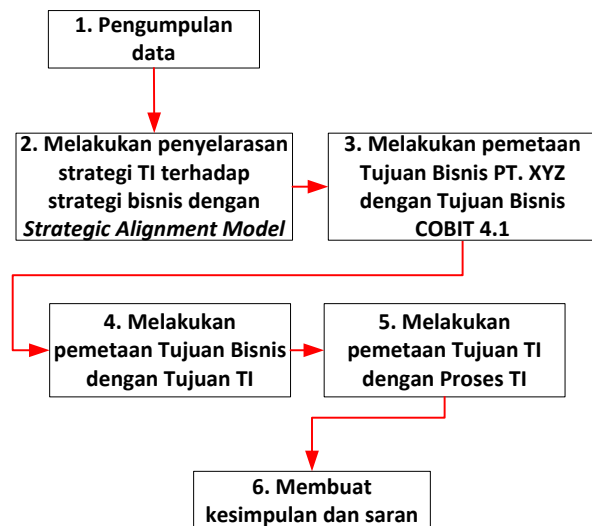 1. Pengumpulan
data
2. Melakukan penyelarasan
strategi TI terhadap
strategi bisnis dengan
Strategic Alignment Model
3. Melakukan pemetaan
Tujuan Bisnis PT. XYZ
dengan Tujuan Bisnis
COBIT 4.1
4. Melakukan
pemetaan Tujuan Bisnis
dengan Tujuan TI
5. Melakukan
pemetaan Tujuan TI
dengan Proses TI
6. Membuat
kesimpulan dan saran